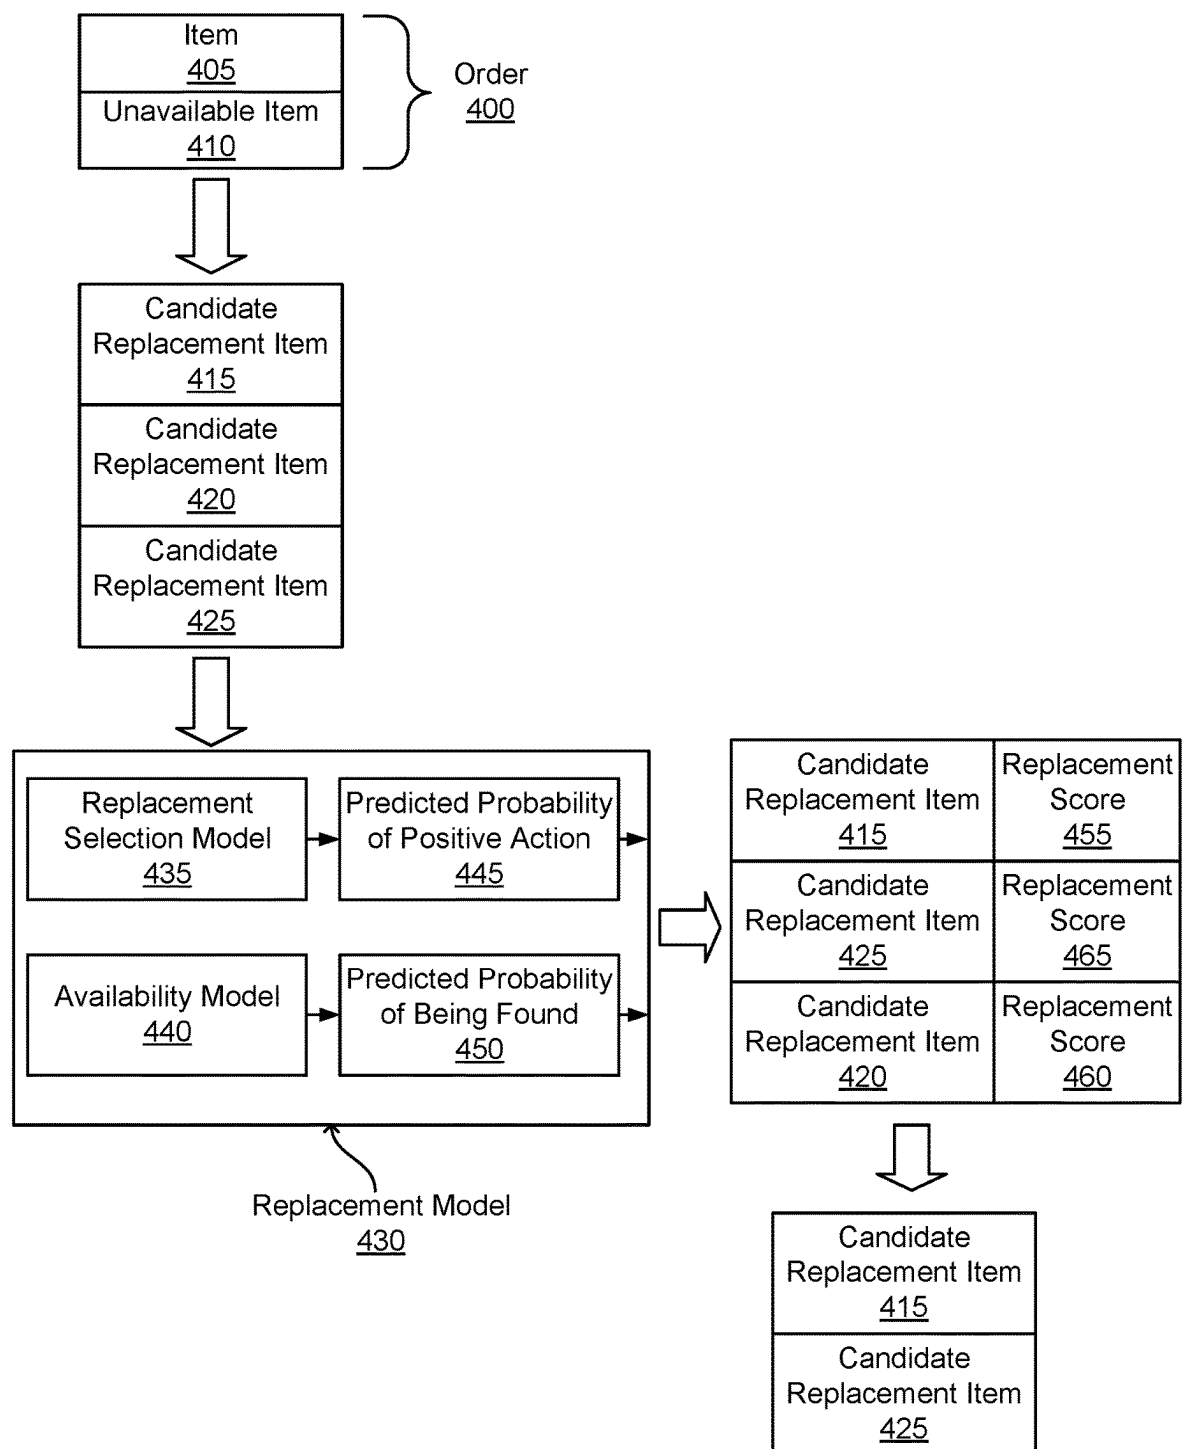 Item
405
Unavailable Item
410
Order
400
Candidate
Replacement Item
415
Candidate
Replacement Item
420
Candidate
Replacement Item
425
Replacement
Selection Model
435
Predicted Probability
of Positive Action
445
Availability Model
440
Predicted Probability
of Being Found
450
Replacement Model
430
Candidate
Replacement Item
415
Replacement
Score
455
Candidate
Replacement Item
425
Replacement
Score
465
Candidate
Replacement Item
420
Replacement
Score
460
Candidate
Replacement Item
415
Candidate
Replacement Item
425